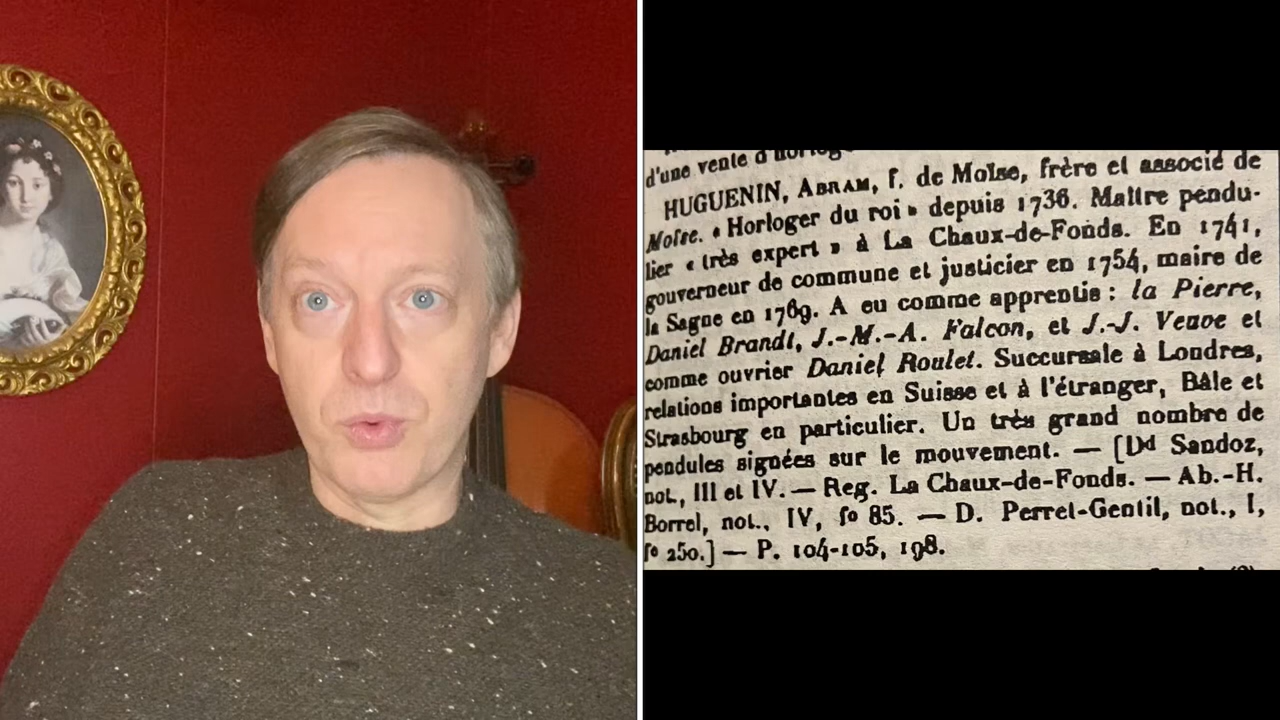 d'une vente d'horlog
HUGUENIN, ABRAM, f. de Moïse, frère et associé de
Moïse. « Horloger du roi » depuis 1736. Maître pendu-
lier « très expert » à La Chaux-de-Fonds. En 1741,
gouverneur de commune et justicier en 1754, maire de
la Sagne en 1769. A eu comme apprentis : la Pierre,
Daniel Brandt, J.-M.-A. Falcon, et J.-J. Veuve et
comme ouvrier Daniel Roulet. Succursale à Londres,
relations importantes en Suisse et à l'étranger, Bâle et
Strasbourg en particulier. Un très grand nombre de
pendules signées sur le mouvement. — [Dd Sandoz,
not., III et IV. — Reg. La Chaux-de-Fonds. — Ab.-H.
Borrel, not., IV, fo 85. — D. Perret-Gentil, not., I,
fo 250.] — P. 104-105, 198.